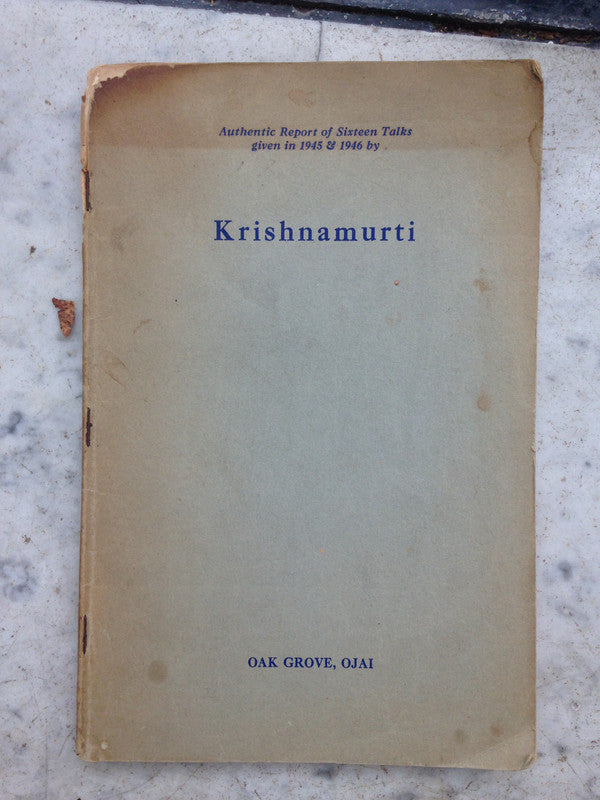 Authentic Report of Sixteen Talks
given in 1945 & 1946 by
Krishnamurti
OAK GROVE, OJAI